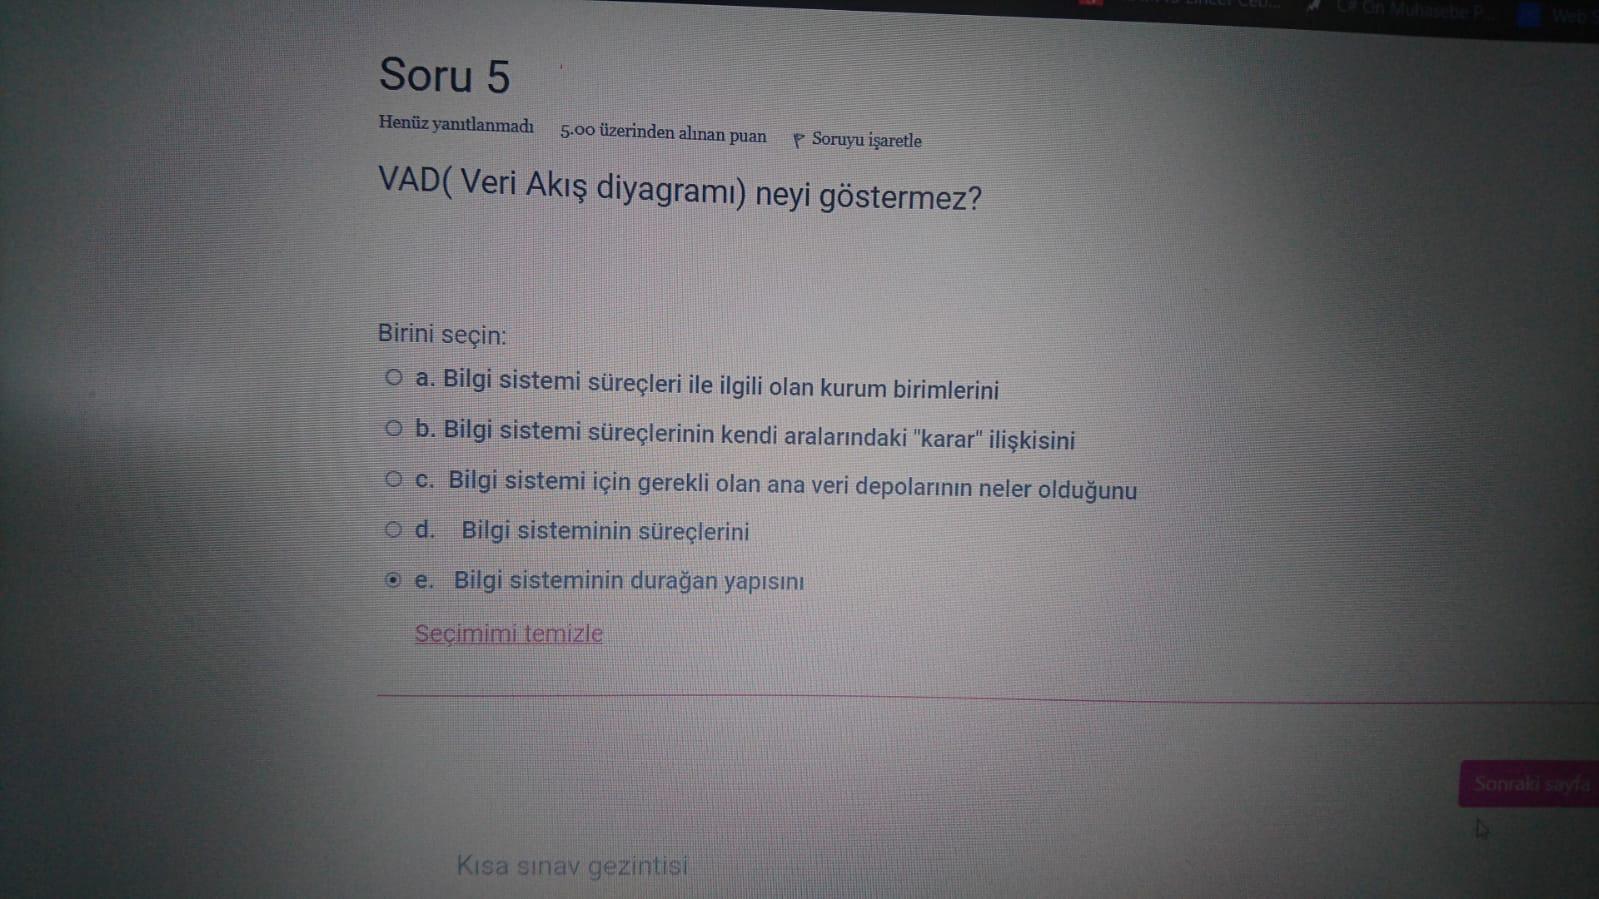 C# Ön Muhasebe P...
Web S
Soru 5
Henüz yanıtlanmadı 5.00 üzerinden alınan puan Soruyu işaretle
VAD( Veri Akış diyagramı) neyi göstermez?
Birini seçin:
a. Bilgi sistemi süreçleri ile ilgili olan kurum birimlerini
b. Bilgi sistemi süreçlerinin kendi aralarındaki "karar" ilişkisini
c. Bilgi sistemi için gerekli olan ana veri depolarının neler olduğunu
d. Bilgi sisteminin süreçlerini
e. Bilgi sisteminin durağan yapısını
Seçimimi temizle
Sonraki sayfa
Kısa sınav gezintisi